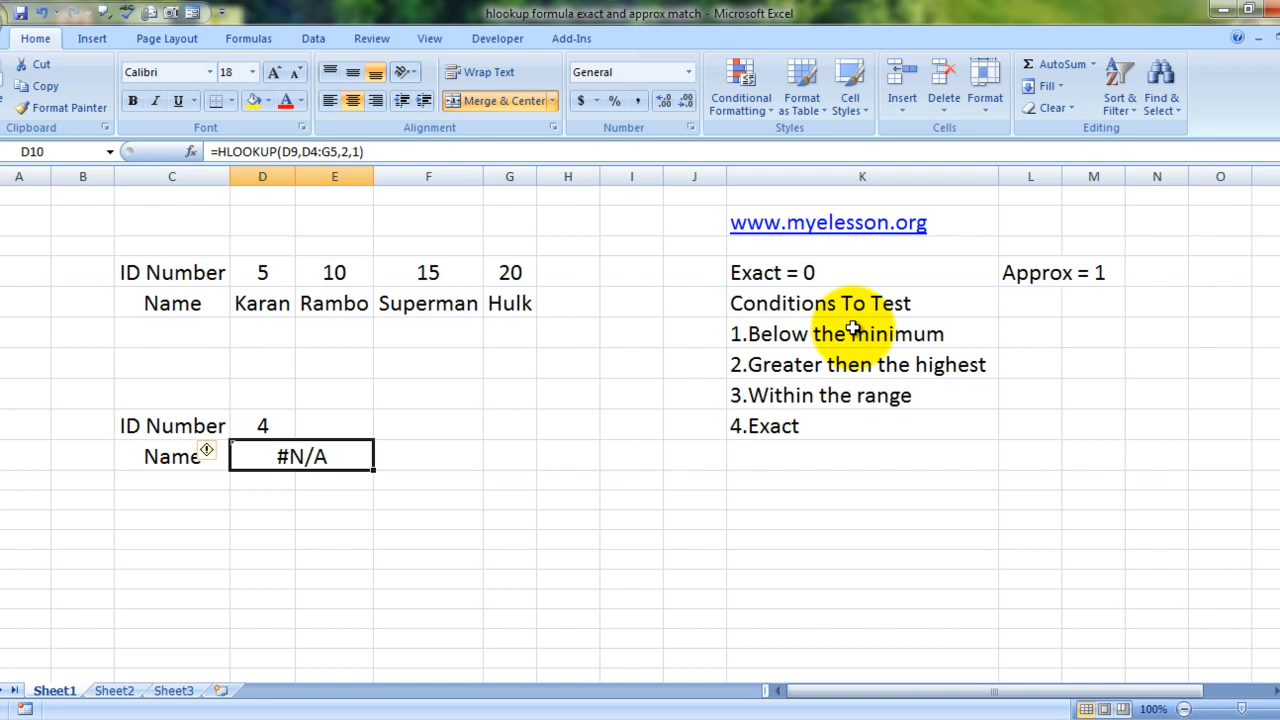 hlookup formula exact and approx match - Microsoft Excel
Home Insert Page Layout Formulas Data Review View Developer Add-Ins
Cut
Copy
Format Painter
Clipboard
Calibri 18
B I U
Font
Wrap Text
Merge & Center
Alignment
General
$ % ,
Number
Conditional Formatting
Format as Table
Cell Styles
Styles
Insert Delete Format
Cells
Σ AutoSum
Fill
Clear
Sort & Filter
Find & Select
Editing
D10 fx =HLOOKUP(D9,D4:G5,2,1)
A B C D E F G H I J K L M N O
www.myelesson.org
ID Number 5 10 15 20 Exact = 0 Approx = 1
Name Karan Rambo Superman Hulk Conditions To Test
1.Below the minimum
2.Greater then the highest
3.Within the range
ID Number 4 4.Exact
Name #N/A
Sheet1 Sheet2 Sheet3
100%